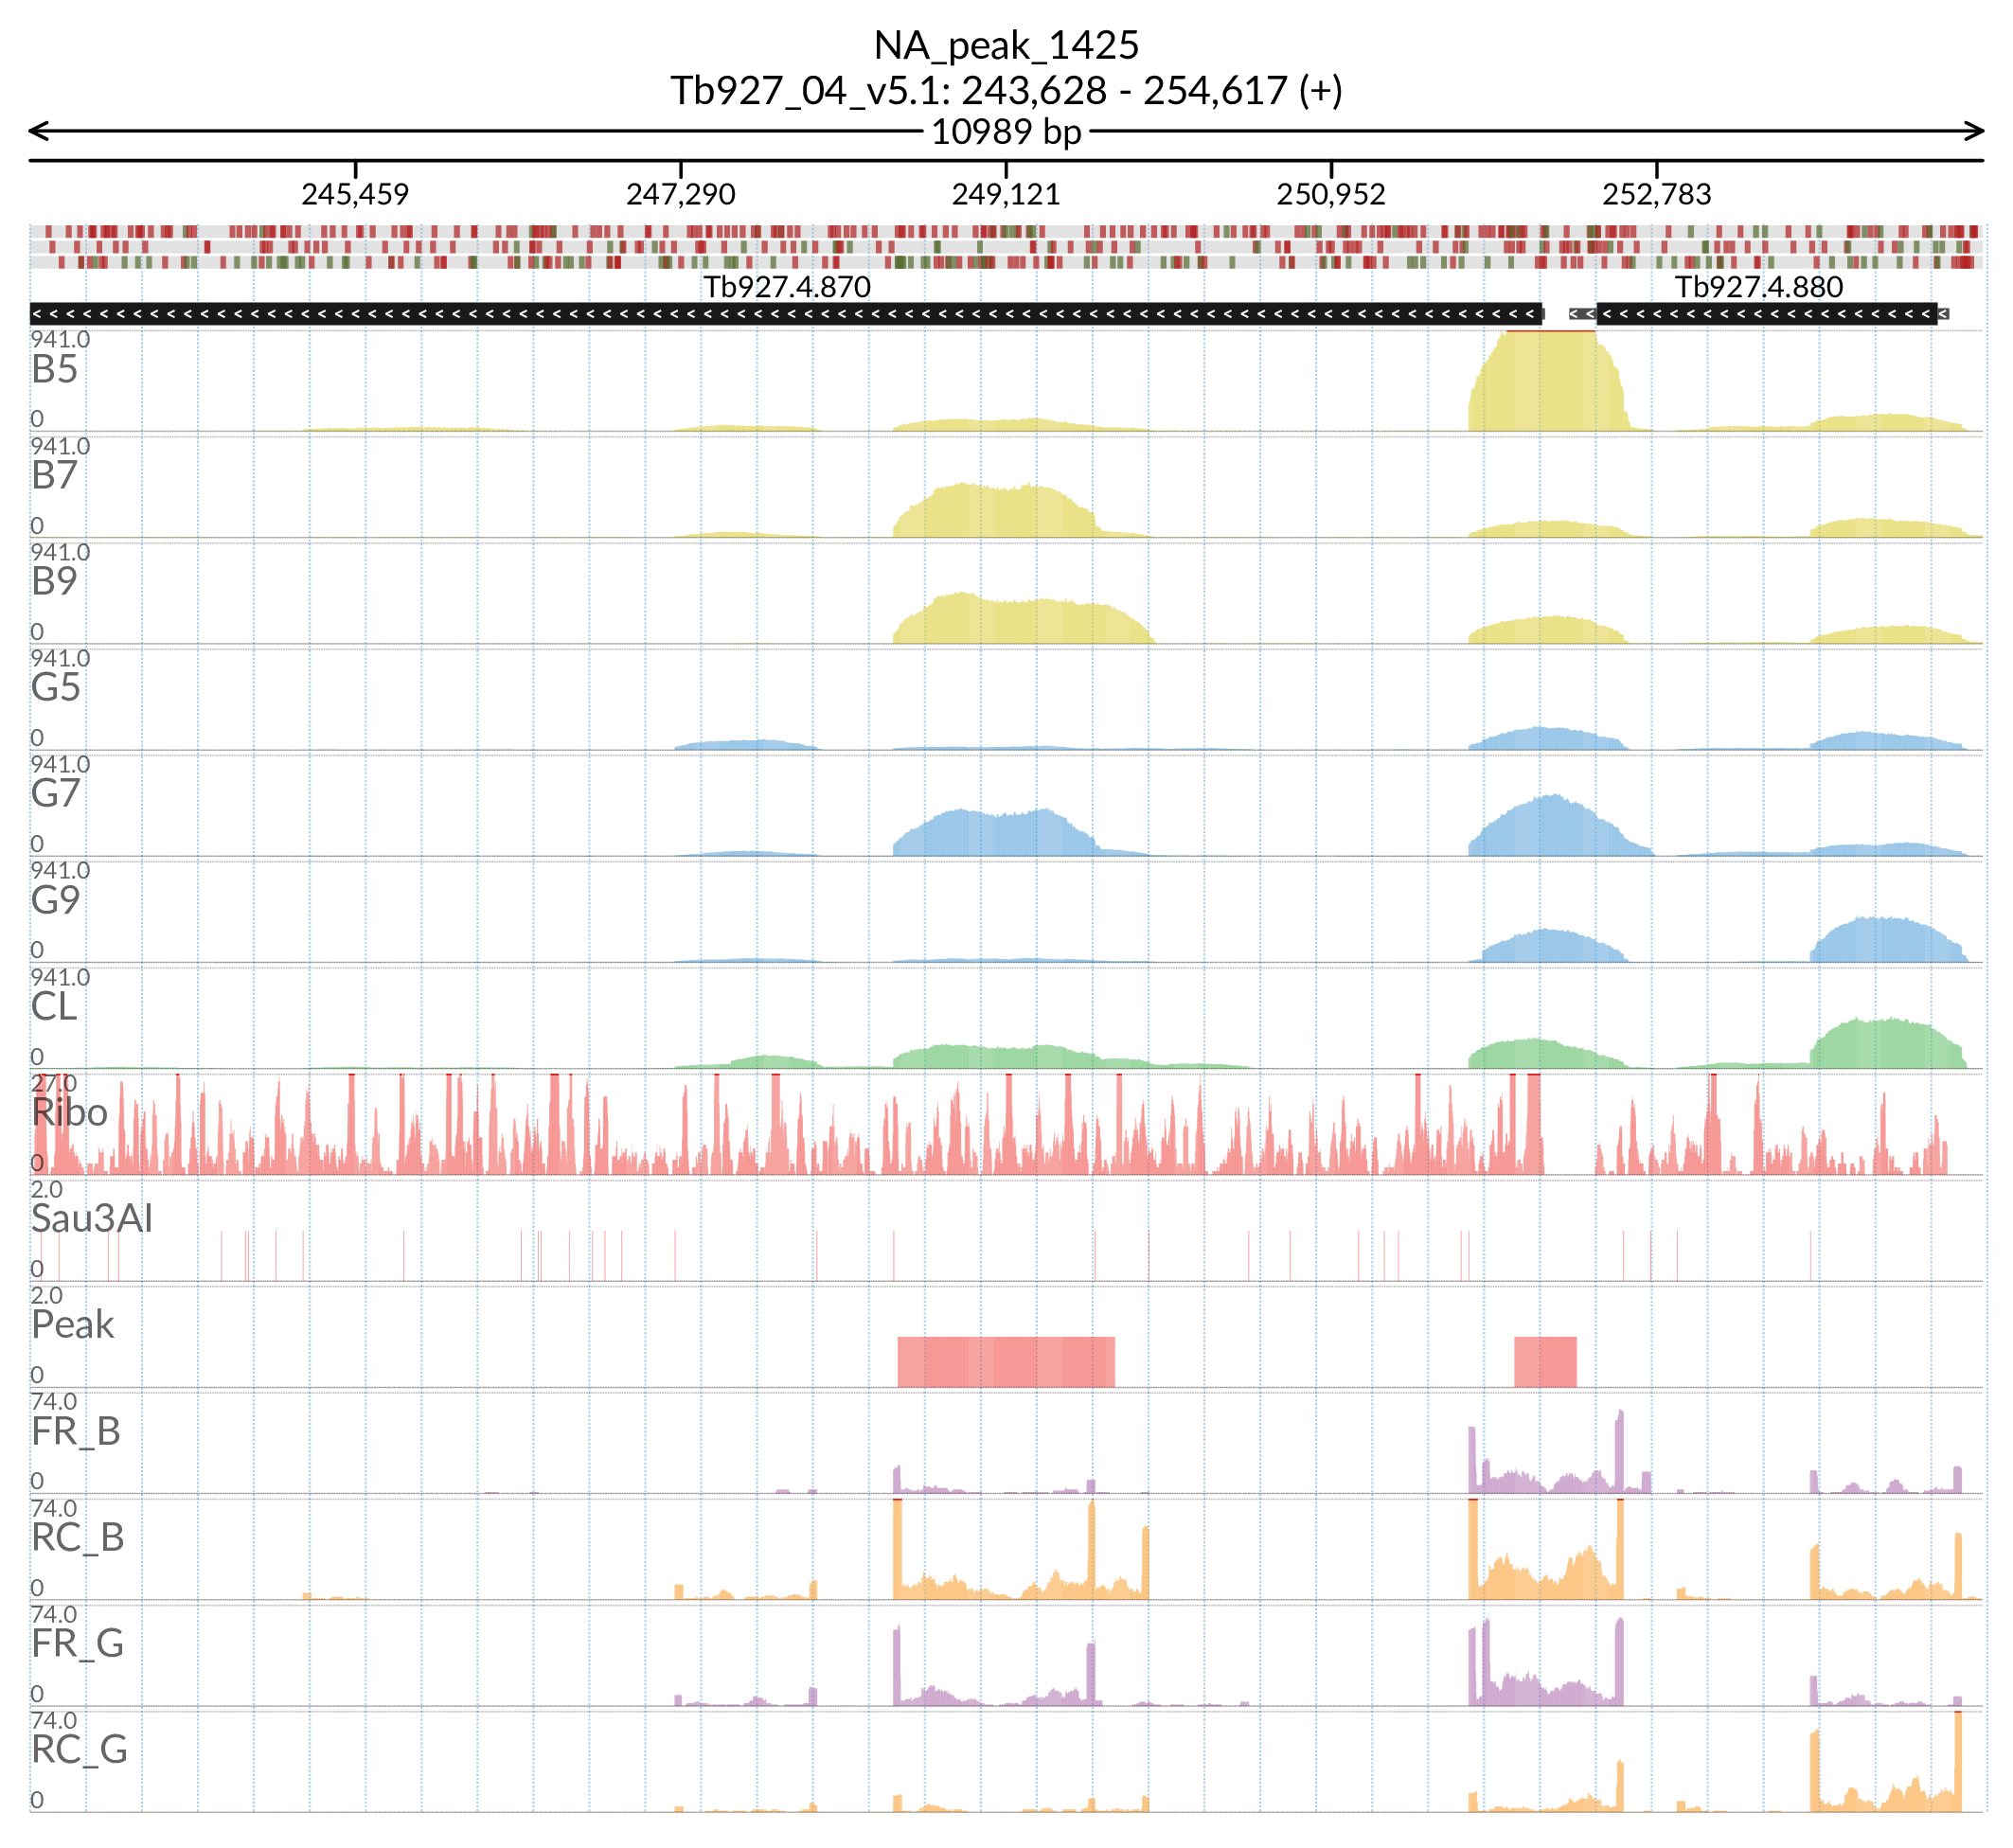 NA_peak_1425
Tb927_04_v5.1: 243,628 - 254,617 (+)
10989 bp
245,459 247,290 249,121 250,952 252,783
Tb927.4.870 Tb927.4.880
941.0
B5
0
941.0
B7
0
941.0
B9
0
941.0
G5
0
941.0
G7
0
941.0
G9
0
941.0
CL
0
27.0
Ribo
0
2.0
Sau3AI
0
2.0
Peak
0
74.0
FR_B
0
74.0
RC_B
0
74.0
FR_G
0
74.0
RC_G
0